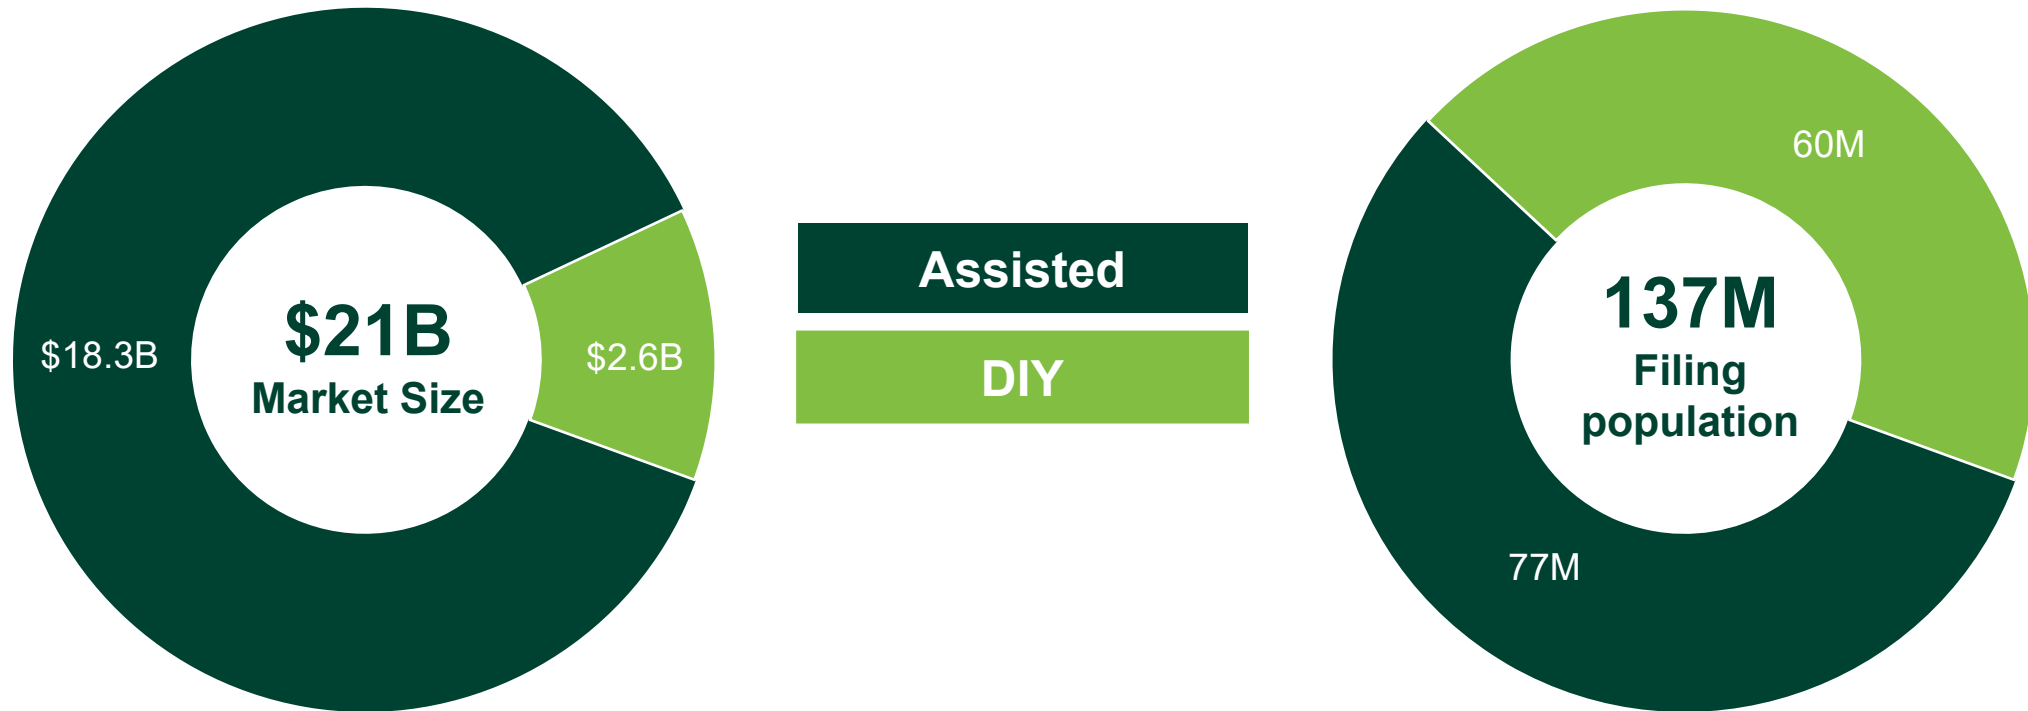 $18.3B
$21B
Market Size
$2.6B
Assisted
DIY
60M
137M
Filing
population
77M